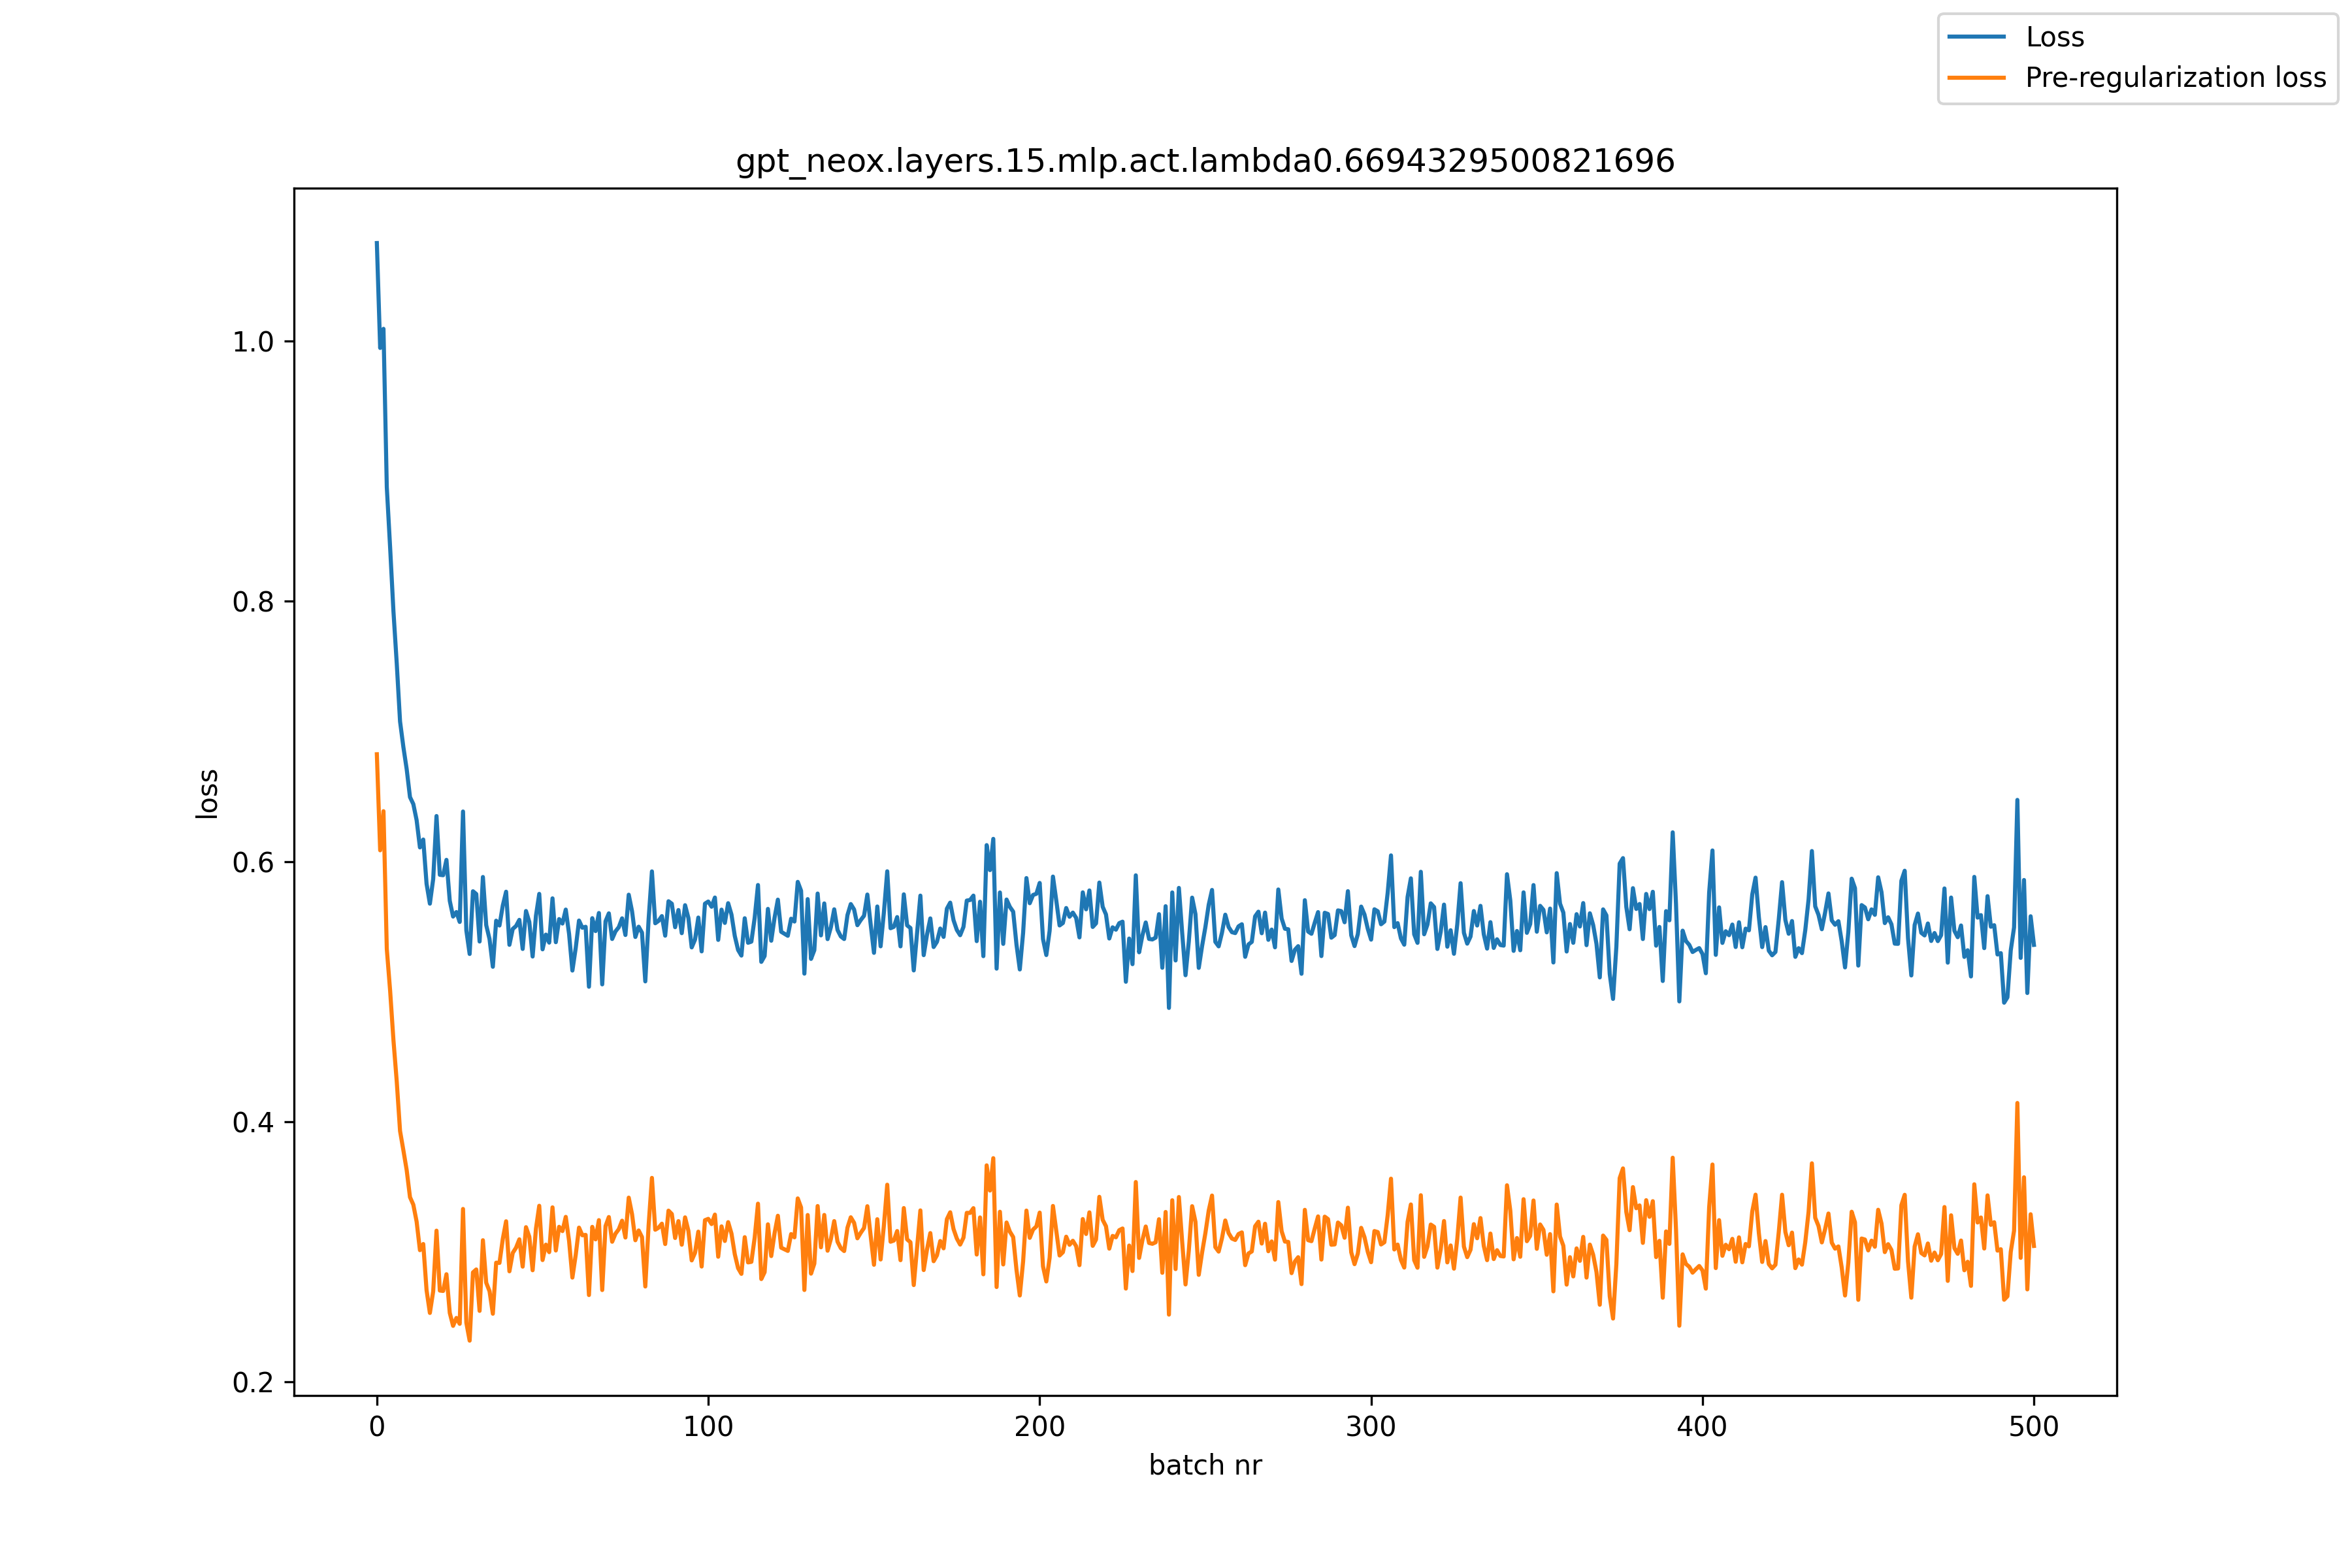 Loss
Pre-regularization loss
gpt_neox.layers.15.mlp.act.lambda0.6694329500821696
1.0
0.8
0.6
0.4
0.2
loss
0 100 200 300 400 500
batch nr